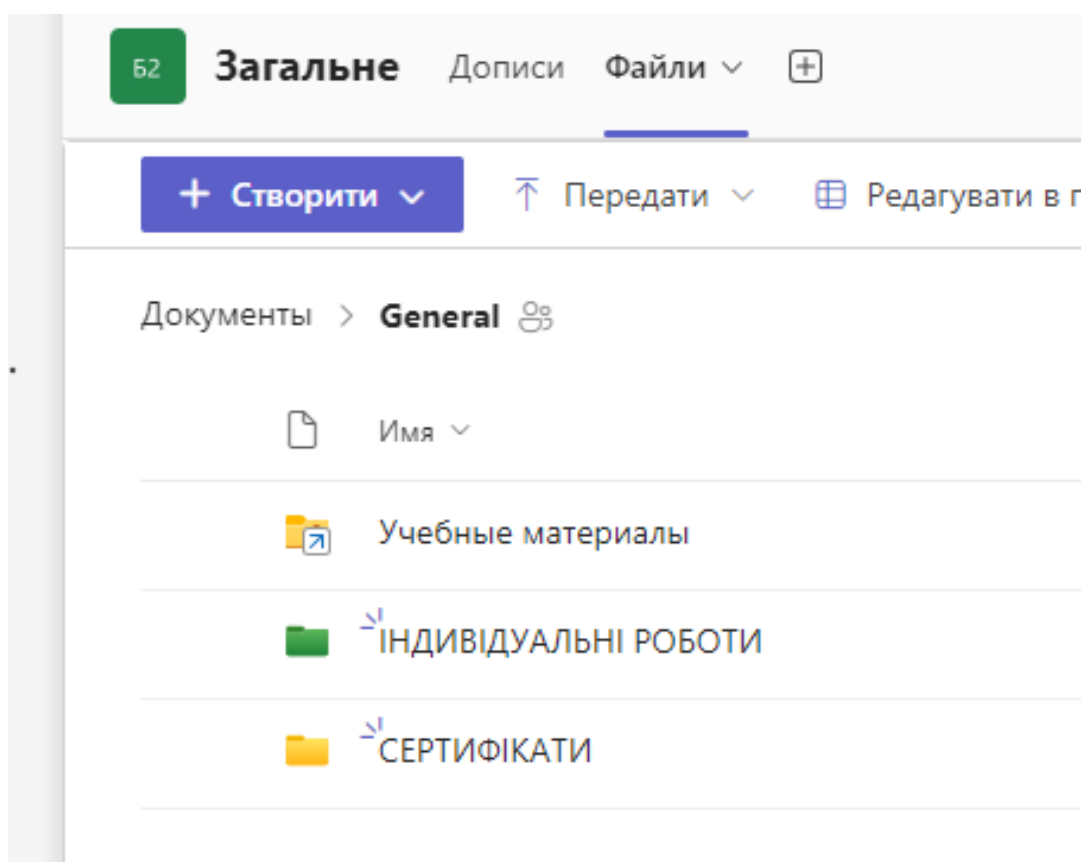 Б2 Загальне Дописи Файли
+ Створити Передати Редагувати в
Документы > General
Имя
Учебные материалы
ІНДИВІДУАЛЬНІ РОБОТИ
СЕРТИФІКАТИ